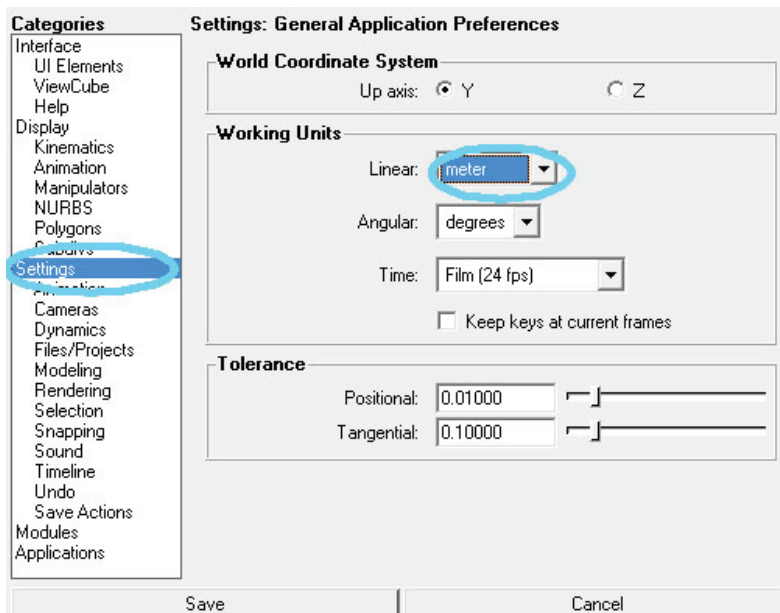 Categories
Interface
UI Elements
ViewCube
Help
Display
Kinematics
Animation
Manipulators
NURBS
Polygons
Subdivs
Settings
Animation
Cameras
Dynamics
Files/Projects
Modeling
Rendering
Selection
Snapping
Sound
Timeline
Undo
Save Actions
Modules
Applications
Settings: General Application Preferences
World Coordinate System
Up axis: Y Z
Working Units
Linear: meter
Angular: degrees
Time: Film (24 fps)
Keep keys at current frames
Tolerance
Positional: 0.01000
Tangential: 0.10000
Save Cancel